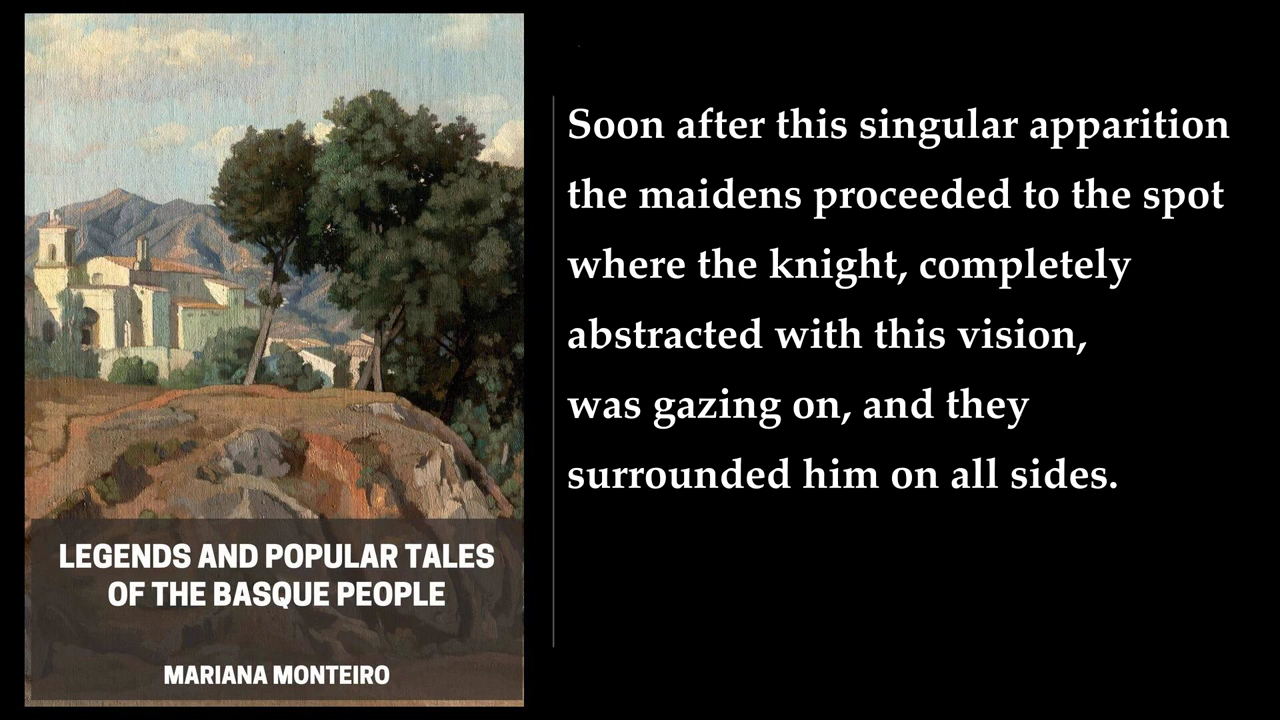 Soon after this singular apparition
the maidens proceeded to the spot
where the knight, completely
abstracted with this vision,
was gazing on, and they
surrounded him on all sides.
LEGENDS AND POPULAR TALES
OF THE BASQUE PEOPLE
MARIANA MONTEIRO